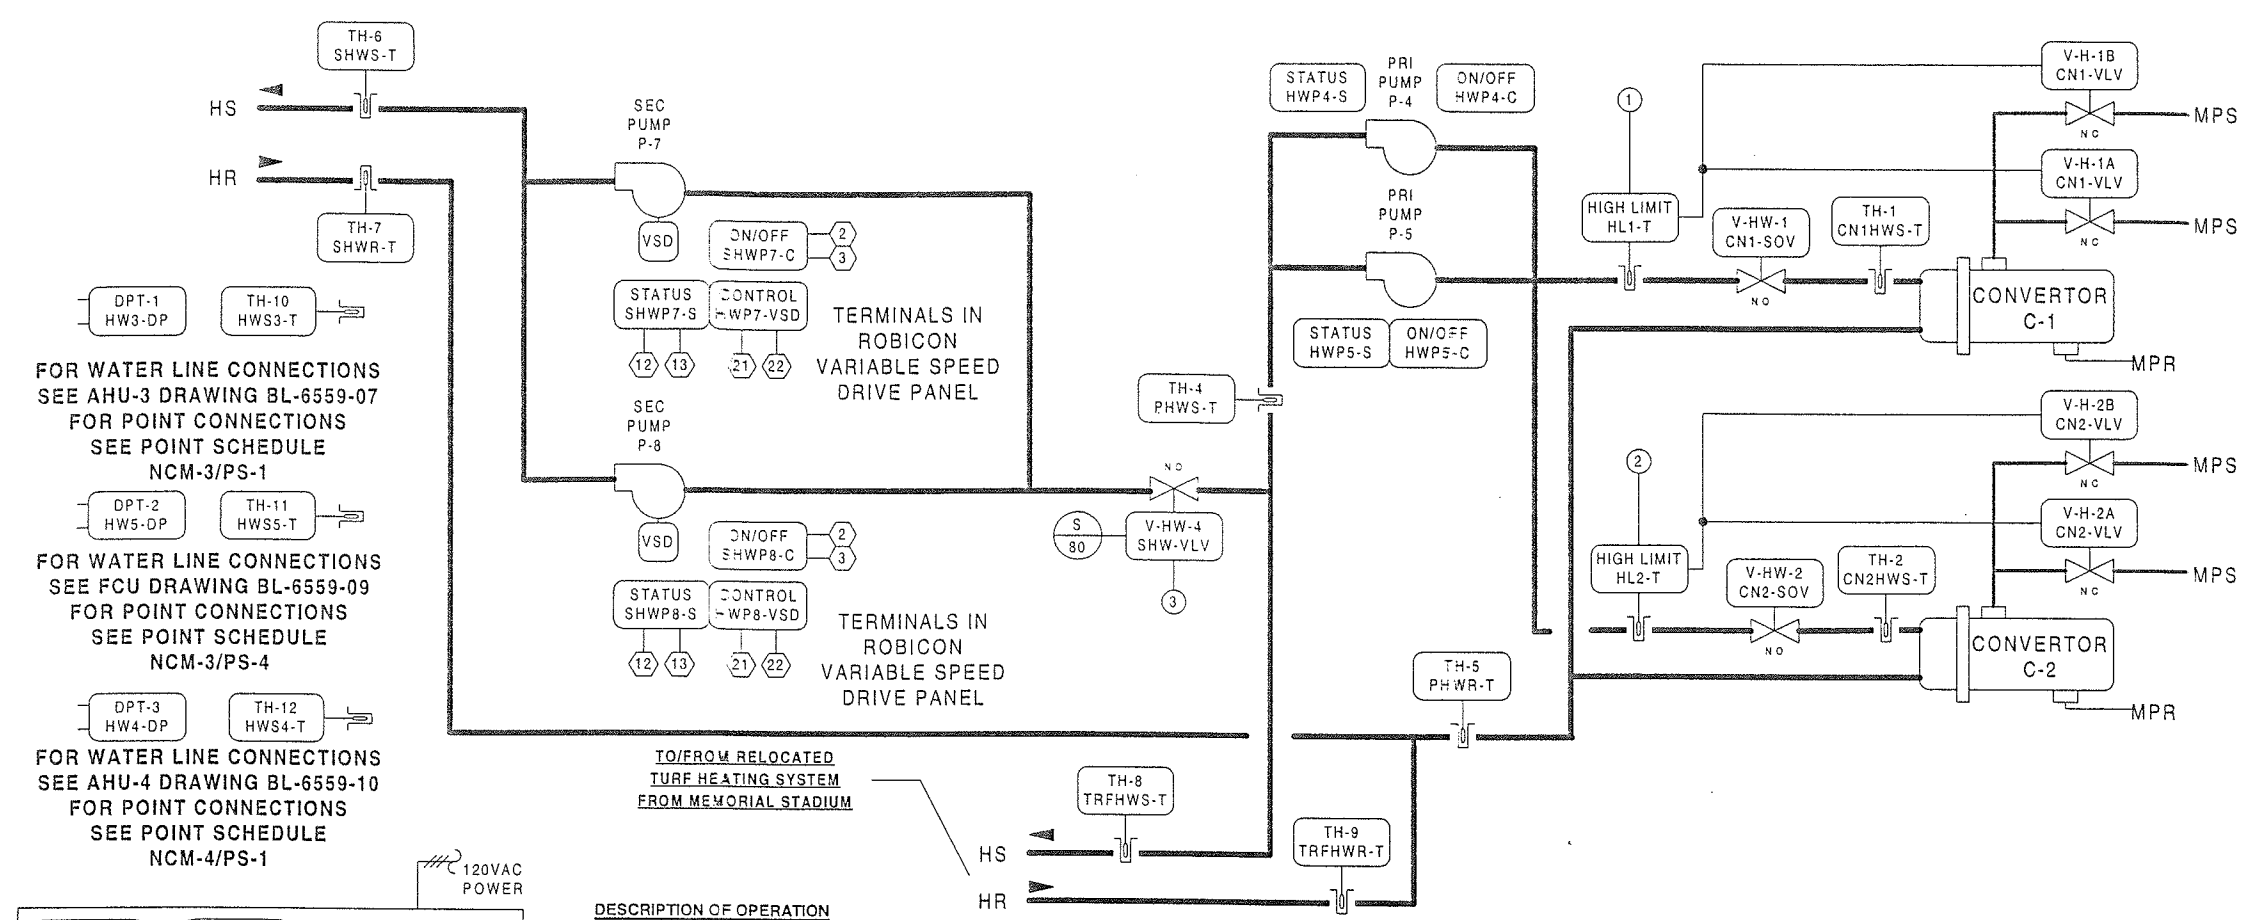 TH-6
SHWS-T
HS
HR
TH-7
SHWR-T
DPT-1
HW3-DP
TH-10
HWS3-T
FOR WATER LINE CONNECTIONS
SEE AHU-3 DRAWING BL-6559-07
FOR POINT CONNECTIONS
SEE POINT SCHEDULE
NCM-3/PS-1
DPT-2
HW5-DP
TH-11
HWS5-T
FOR WATER LINE CONNECTIONS
SEE FCU DRAWING BL-6559-09
FOR POINT CONNECTIONS
SEE POINT SCHEDULE
NCM-3/PS-4
DPT-3
HW4-DP
TH-12
HWS4-T
FOR WATER LINE CONNECTIONS
SEE AHU-4 DRAWING BL-6559-10
FOR POINT CONNECTIONS
SEE POINT SCHEDULE
NCM-4/PS-1
120VAC
POWER
SEC
PUMP
P-7
VSD
ON/OFF
SHWP7-C
2
3
STATUS
SHWP7-S
CONTROL
HWP7-VSD
12
13
21
22
TERMINALS IN
ROBICON
VARIABLE SPEED
DRIVE PANEL
SEC
PUMP
P-8
VSD
ON/OFF
SHWP8-C
2
3
STATUS
SHWP8-S
CONTROL
HWP8-VSD
12
13
21
22
TERMINALS IN
ROBICON
VARIABLE SPEED
DRIVE PANEL
TO/FROM RELOCATED
TURF HEATING SYSTEM
FROM MEMORIAL STADIUM
DESCRIPTION OF OPERATION
NO
S
80
V-HW-4
SHW-VLV
3
TH-4
PHWS-T
TH-8
TRFHWS-T
HS
HR
TH-9
TRFHWR-T
STATUS
HWP4-S
PRI
PUMP
P-4
ON/OFF
HWP4-C
PRI
PUMP
P-5
STATUS
HWP5-S
ON/OFF
HWP5-C
TH-5
PHWR-T
1
HIGH LIMIT
HL1-T
V-HW-1
CN1-SOV
NO
TH-1
CN1HWS-T
V-H-1B
CN1-VLV
NC
MPS
V-H-1A
CN1-VLV
NC
MPS
CONVERTOR
C-1
MPR
2
HIGH LIMIT
HL2-T
V-HW-2
CN2-SOV
NO
TH-2
CN2HWS-T
V-H-2B
CN2-VLV
NC
MPS
V-H-2A
CN2-VLV
NC
MPS
CONVERTOR
C-2
MPR